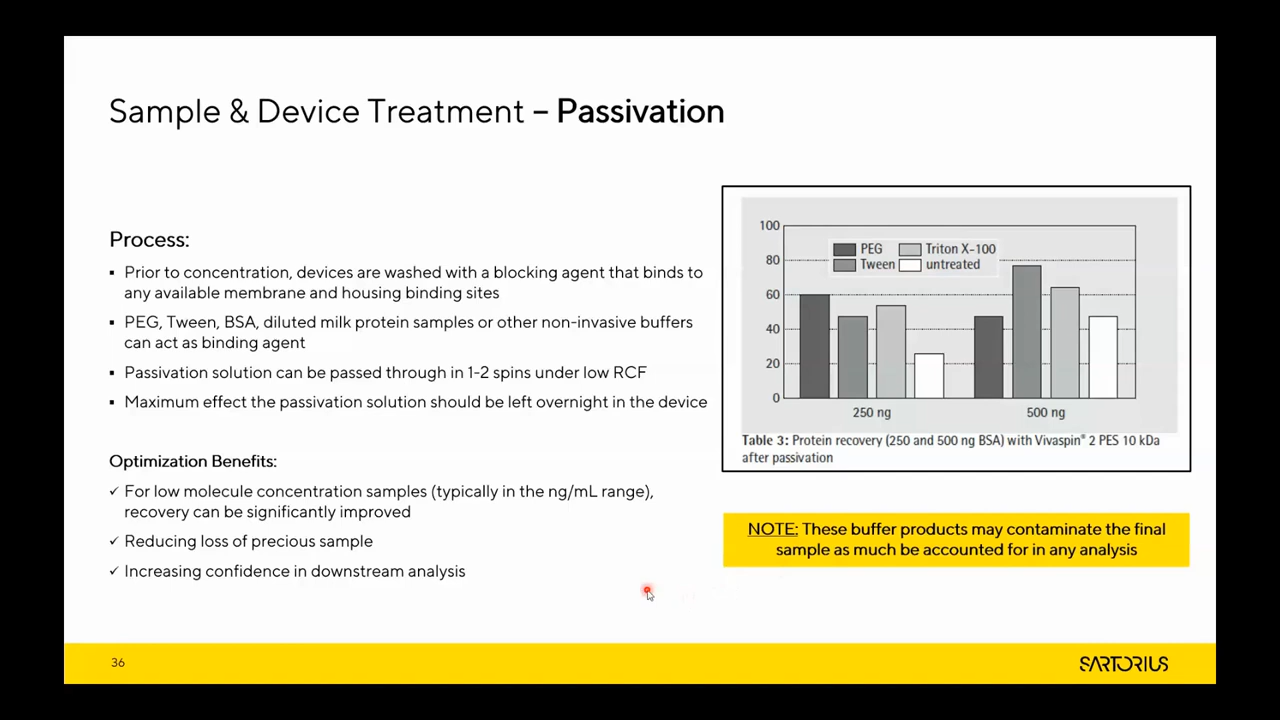 Sample & Device Treatment – Passivation
Process:
▪ Prior to concentration, devices are washed with a blocking agent that binds to
any available membrane and housing binding sites
▪ PEG, Tween, BSA, diluted milk protein samples or other non-invasive buffers
can act as binding agent
▪ Passivation solution can be passed through in 1-2 spins under low RCF
▪ Maximum effect the passivation solution should be left overnight in the device
Optimization Benefits:
✓ For low molecule concentration samples (typically in the ng/mL range),
recovery can be significantly improved
✓ Reducing loss of precious sample
✓ Increasing confidence in downstream analysis
100
80
60
40
20
0
PEG Triton X-100
Tween untreated
250 ng 500 ng
Table 3: Protein recovery (250 and 500 ng BSA) with Vivaspin® 2 PES 10 kDa
after passivation
NOTE: These buffer products may contaminate the final
sample as much be accounted for in any analysis
36
SARTORIUS